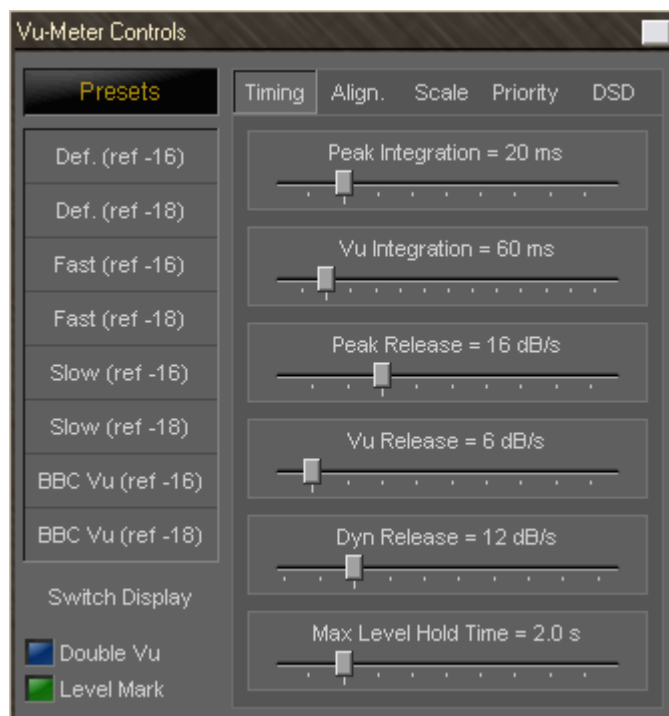 Vu-Meter Controls
Presets
Def. (ref -16)
Def. (ref -18)
Fast (ref -16)
Fast (ref -18)
Slow (ref -16)
Slow (ref -18)
BBC Vu (ref -16)
BBC Vu (ref -18)
Switch Display
Double Vu
Level Mark
Timing Align. Scale Priority DSD
Peak Integration = 20 ms
Vu Integration = 60 ms
Peak Release = 16 dB/s
Vu Release = 6 dB/s
Dyn Release = 12 dB/s
Max Level Hold Time = 2.0 s